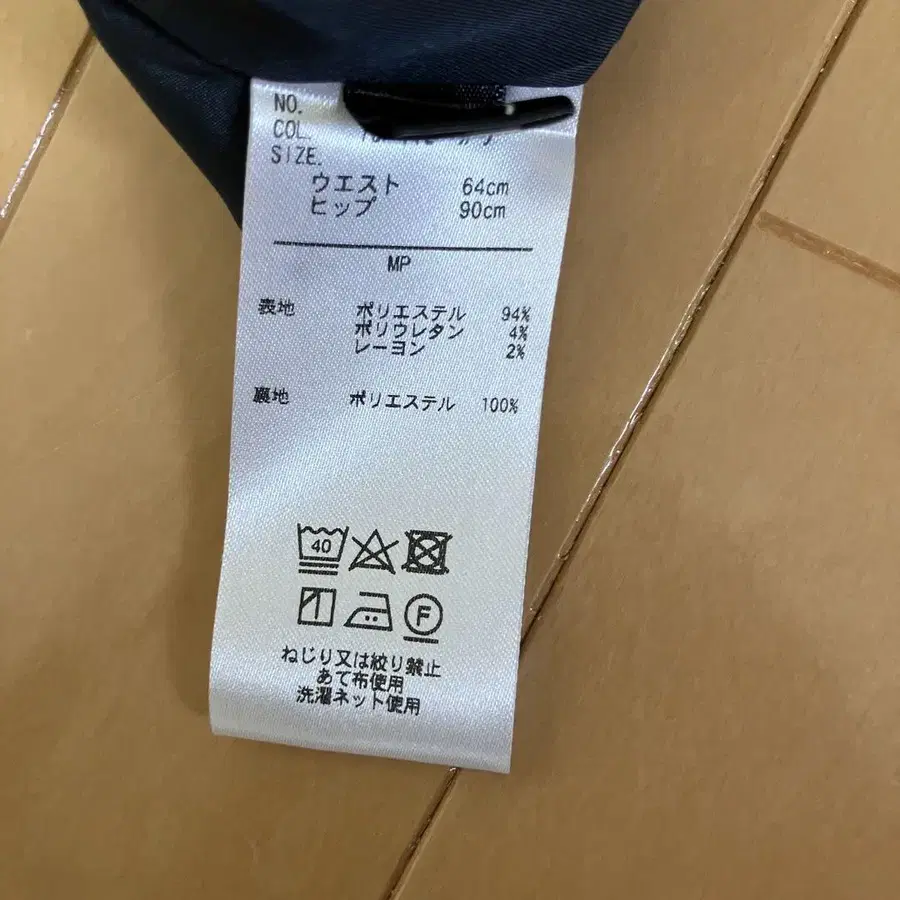 NO.
COL.
SIZE.
ウエスト 64cm
ヒップ 90cm
MP
表地 ポリエステル 94%
ポリウレタン 4%
レーヨン 2%
裏地 ポリエステル 100%
40
F
ねじり又は絞り禁止
あて布使用
洗濯ネット使用